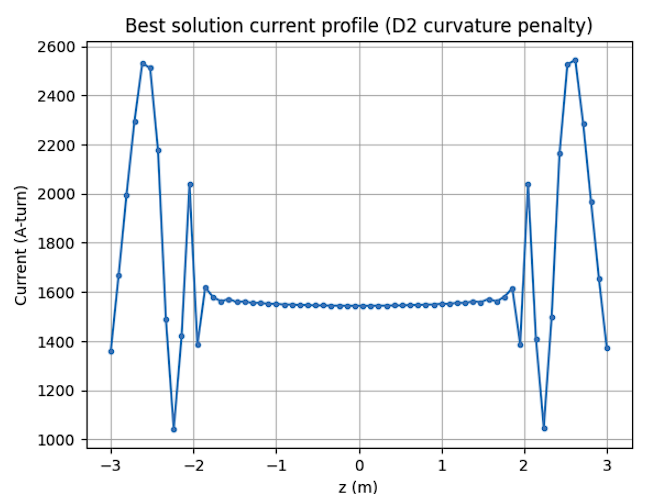 Best solution current profile (D2 curvature penalty)
2600
2400
2200
2000
1800
1600
1400
1200
1000
Current (A-turn)
−3 −2 −1 0 1 2 3
z (m)